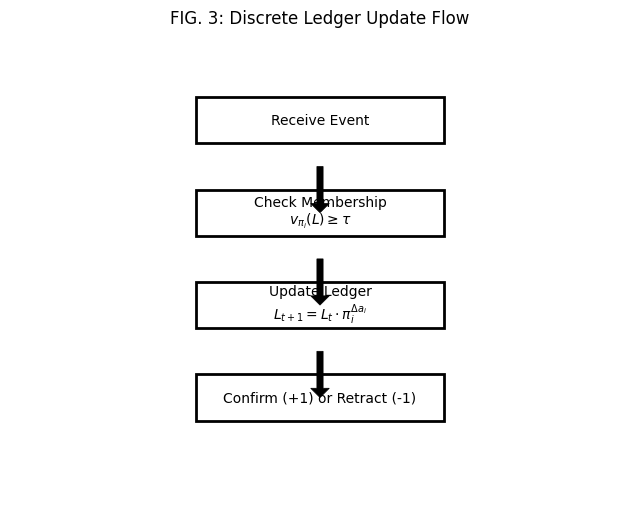 FIG. 3: Discrete Ledger Update Flow
Receive Event
Check Membership
$v_{\pi_i}(L) \geq \tau$
Update Ledger
$L_{t+1} = L_t \cdot \pi_i^{\Delta a_i}$
Confirm (+1) or Retract (-1)